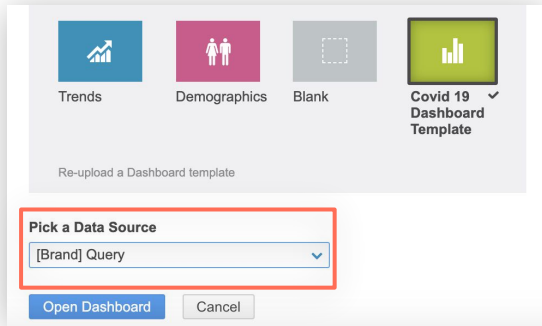 Trends
Demographics
Blank
Covid 19
Dashboard
Template
Re-upload a Dashboard template
Pick a Data Source
[Brand] Query
Open Dashboard
Cancel